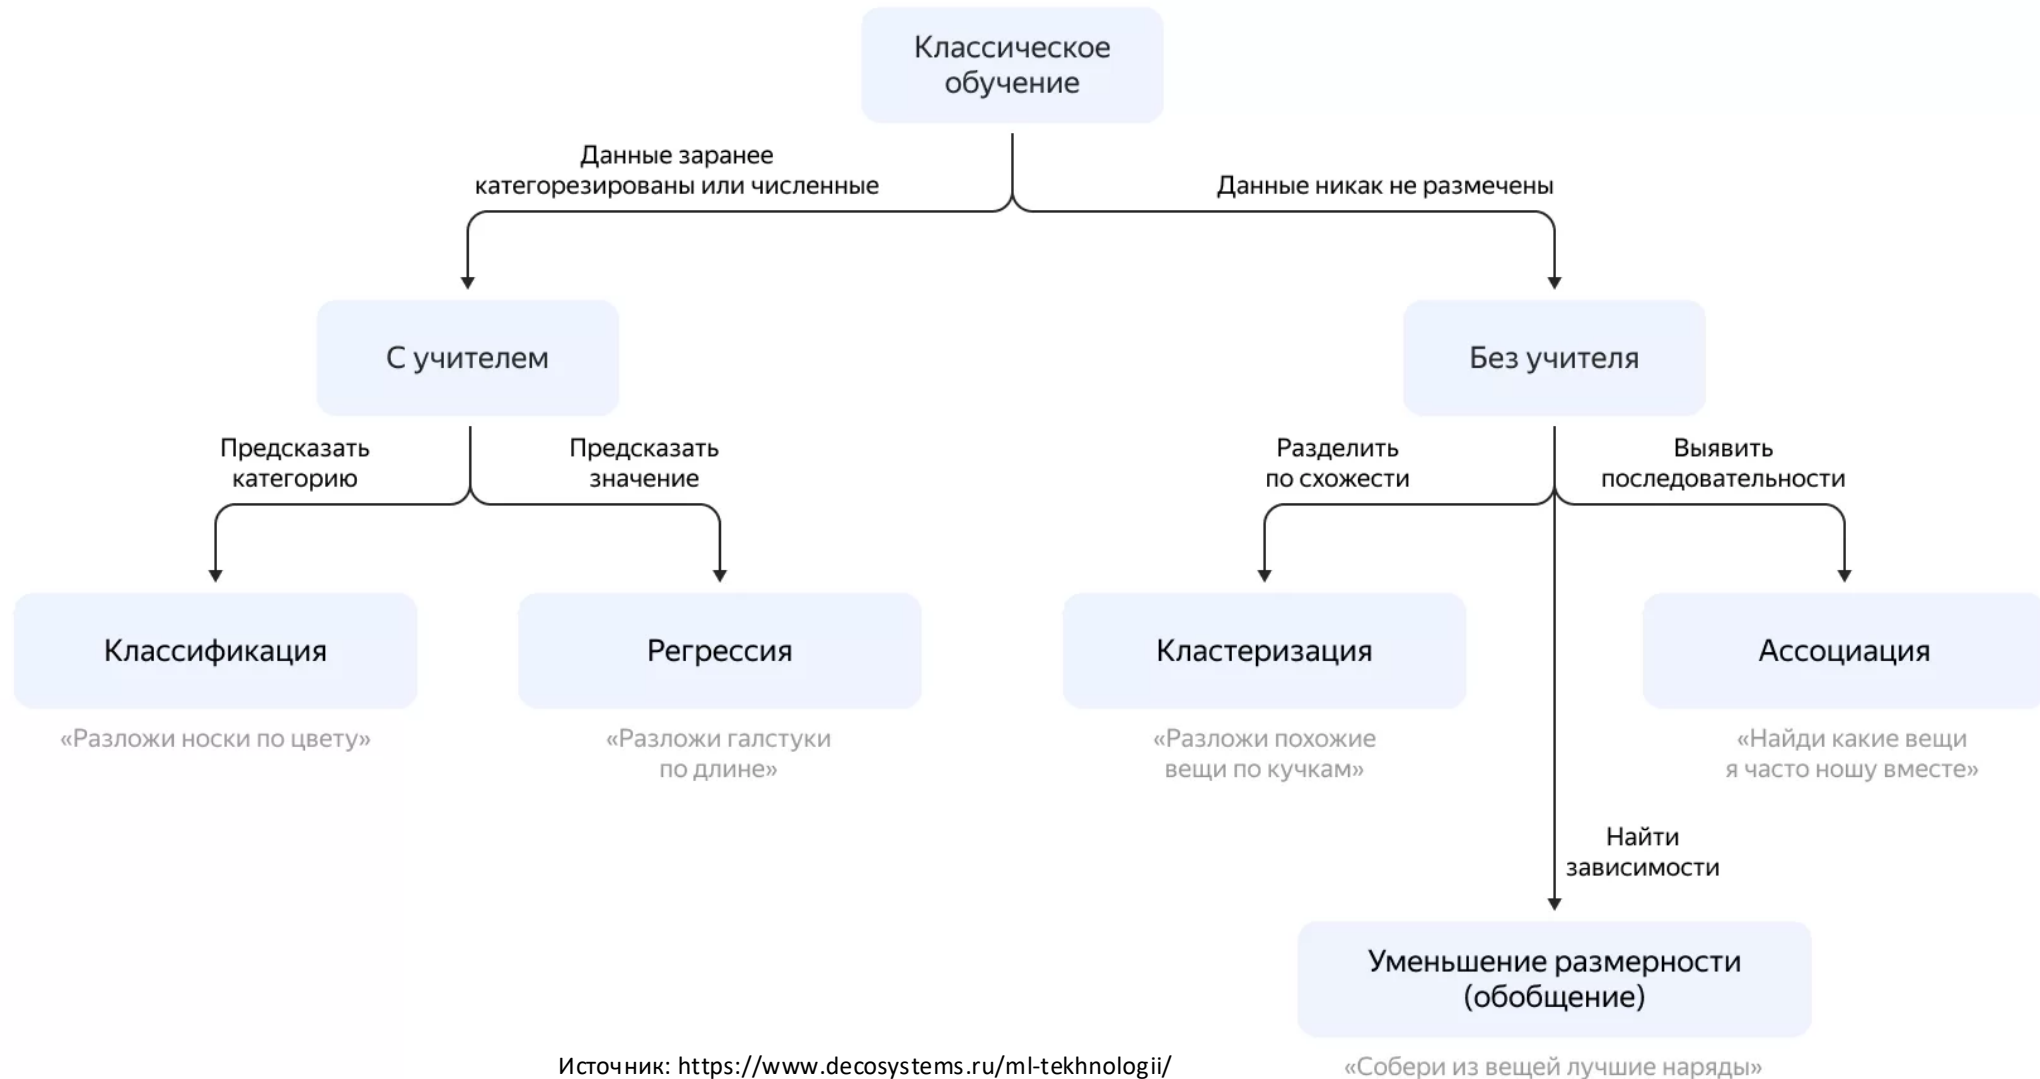 Классическое
обучение
Данные заранее
категорезированы или численные
Данные никак не размечены
С учителем
Без учителя
Предсказать
категорию
Предсказать
значение
Разделить
по схожести
Выявить
последовательности
Классификация
Регрессия
Кластеризация
Ассоциация
«Разложи носки по цвету»
«Разложи галстуки
по длине»
«Разложи похожие
вещи по кучкам»
«Найди какие вещи
я часто ношу вместе»
Найти
зависимости
Уменьшение размерности
(обобщение)
«Собери из вещей лучшие наряды»
Источник: https://www.decosystems.ru/ml-tekhnologii/